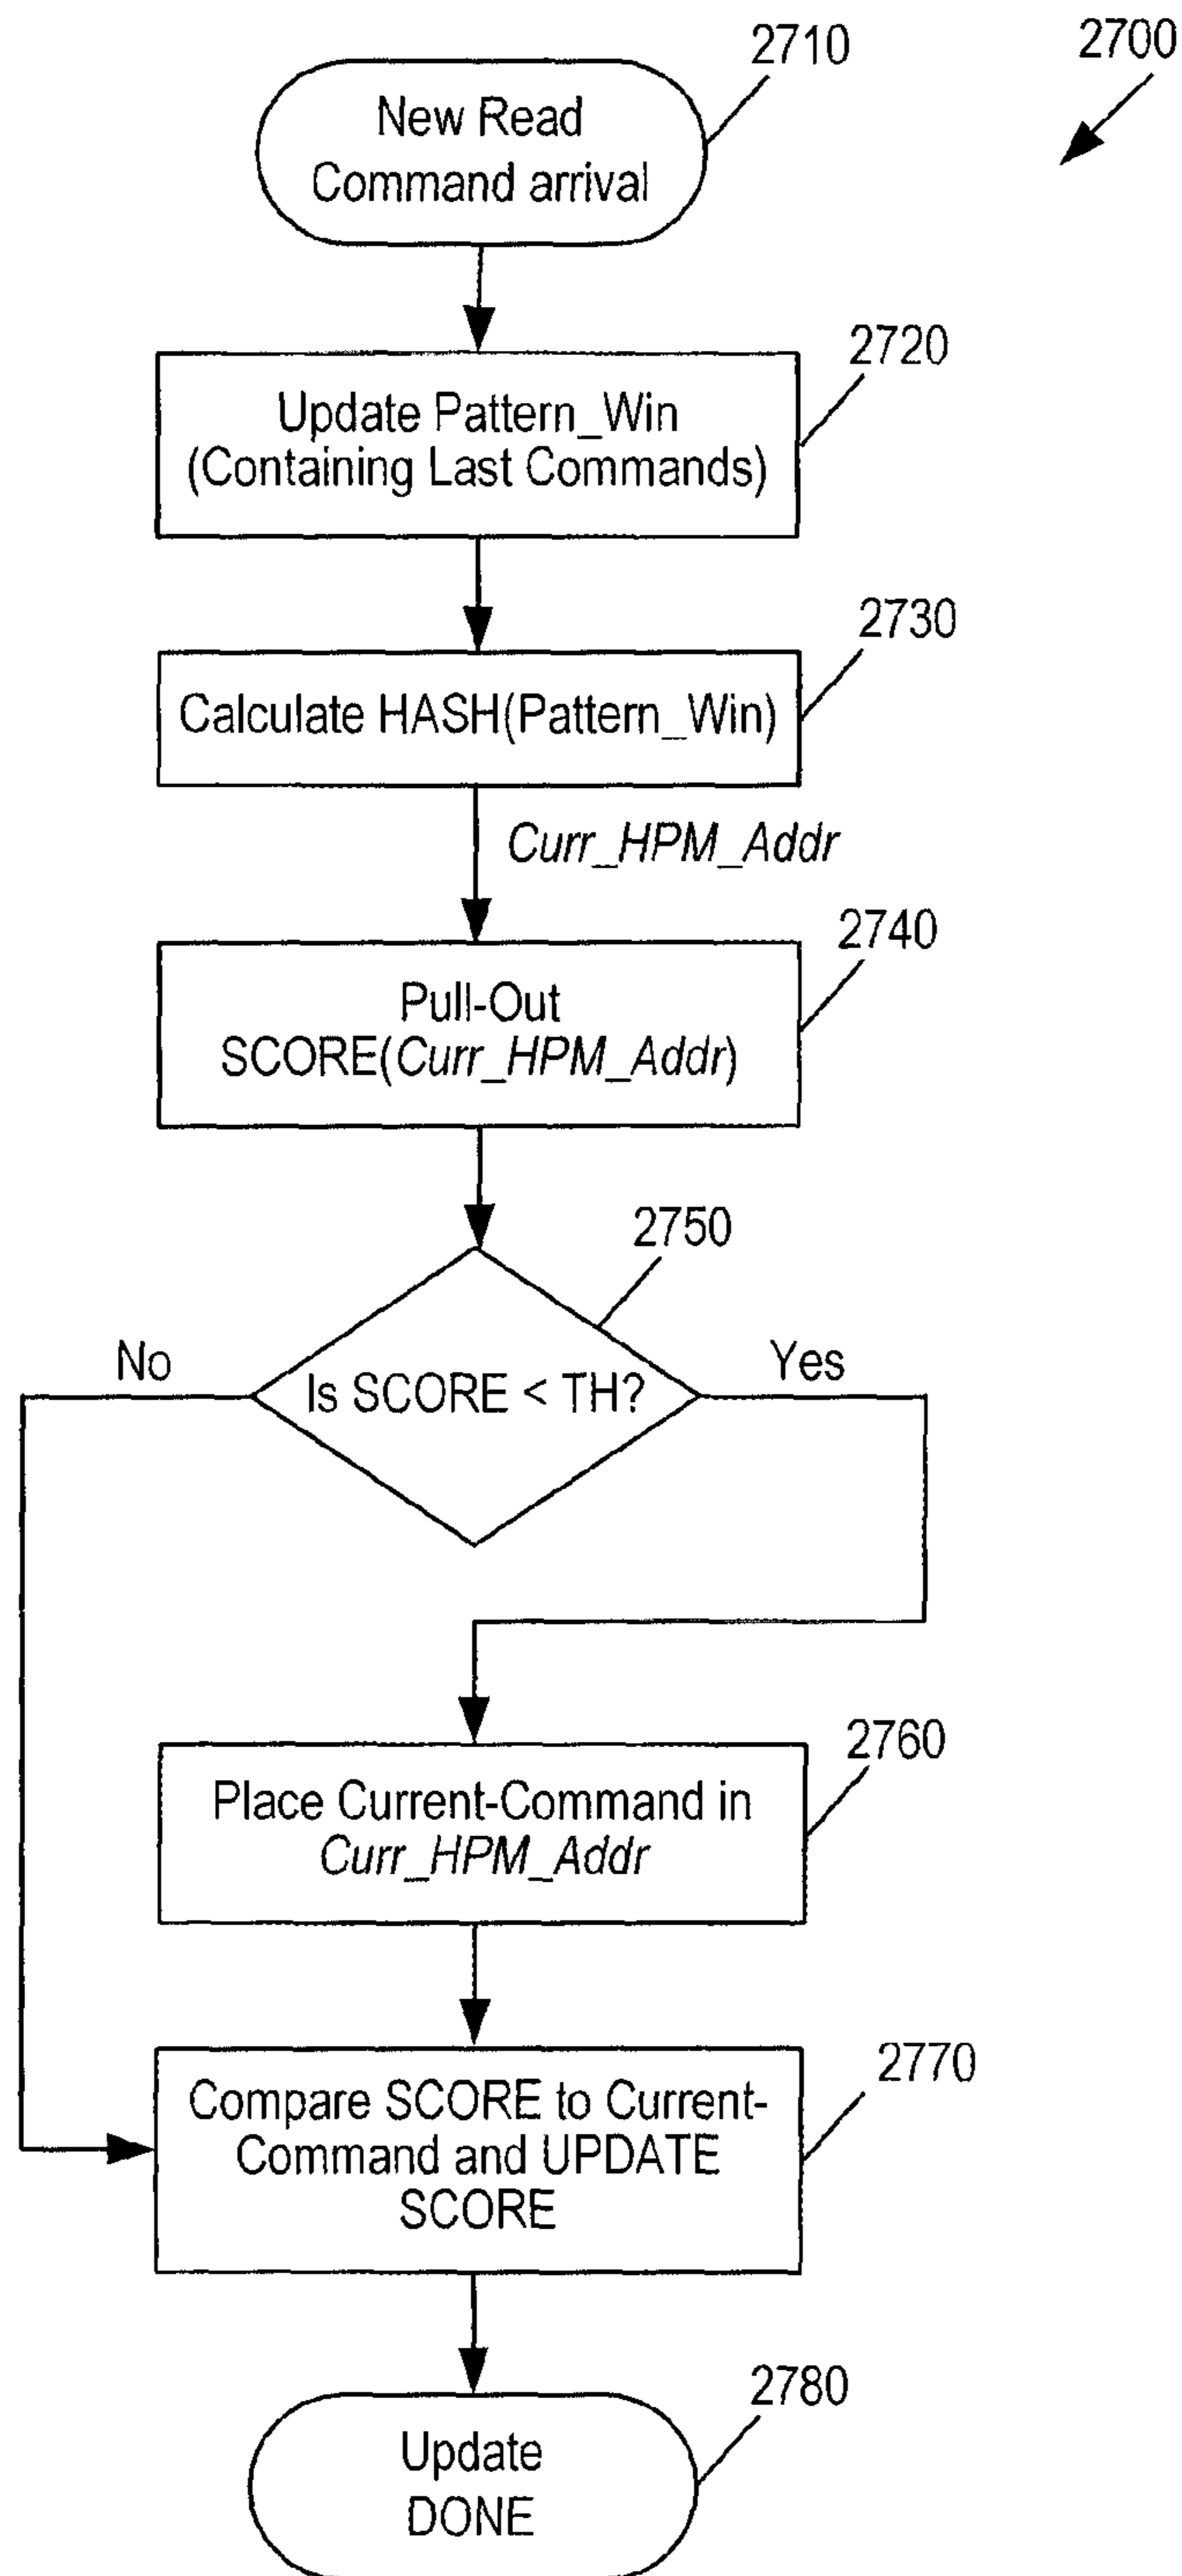 2700
2710
New Read
Command arrival
2720
Update Pattern_Win
(Containing Last Commands)
2730
Calculate HASH(Pattern_Win)
Curr_HPM_Addr
2740
Pull-Out
SCORE(Curr_HPM_Addr)
2750
No
Is SCORE < TH?
Yes
2760
Place Current-Command in
Curr_HPM_Addr
2770
Compare SCORE to Current-
Command and UPDATE
SCORE
2780
Update
DONE